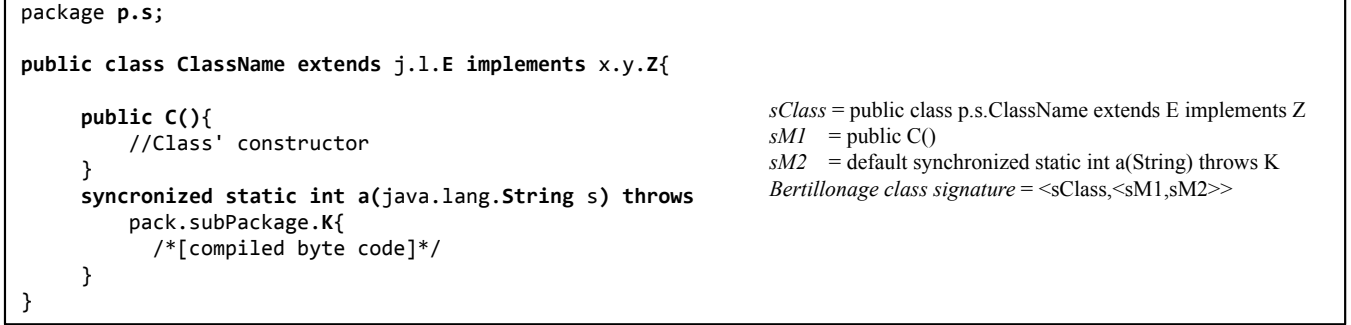 package p.s;
public class ClassName extends j.l.E implements x.y.Z{
public C(){
//Class' constructor
}
syncronized static int a(java.lang.String s) throws
pack.subPackage.K{
/*[compiled byte code]*/
}
}
sClass = public class p.s.ClassName extends E implements Z
sM1 = public C()
sM2 = default synchronized static int a(String) throws K
Bertillonage class signature = <sClass,<sM1,sM2>>